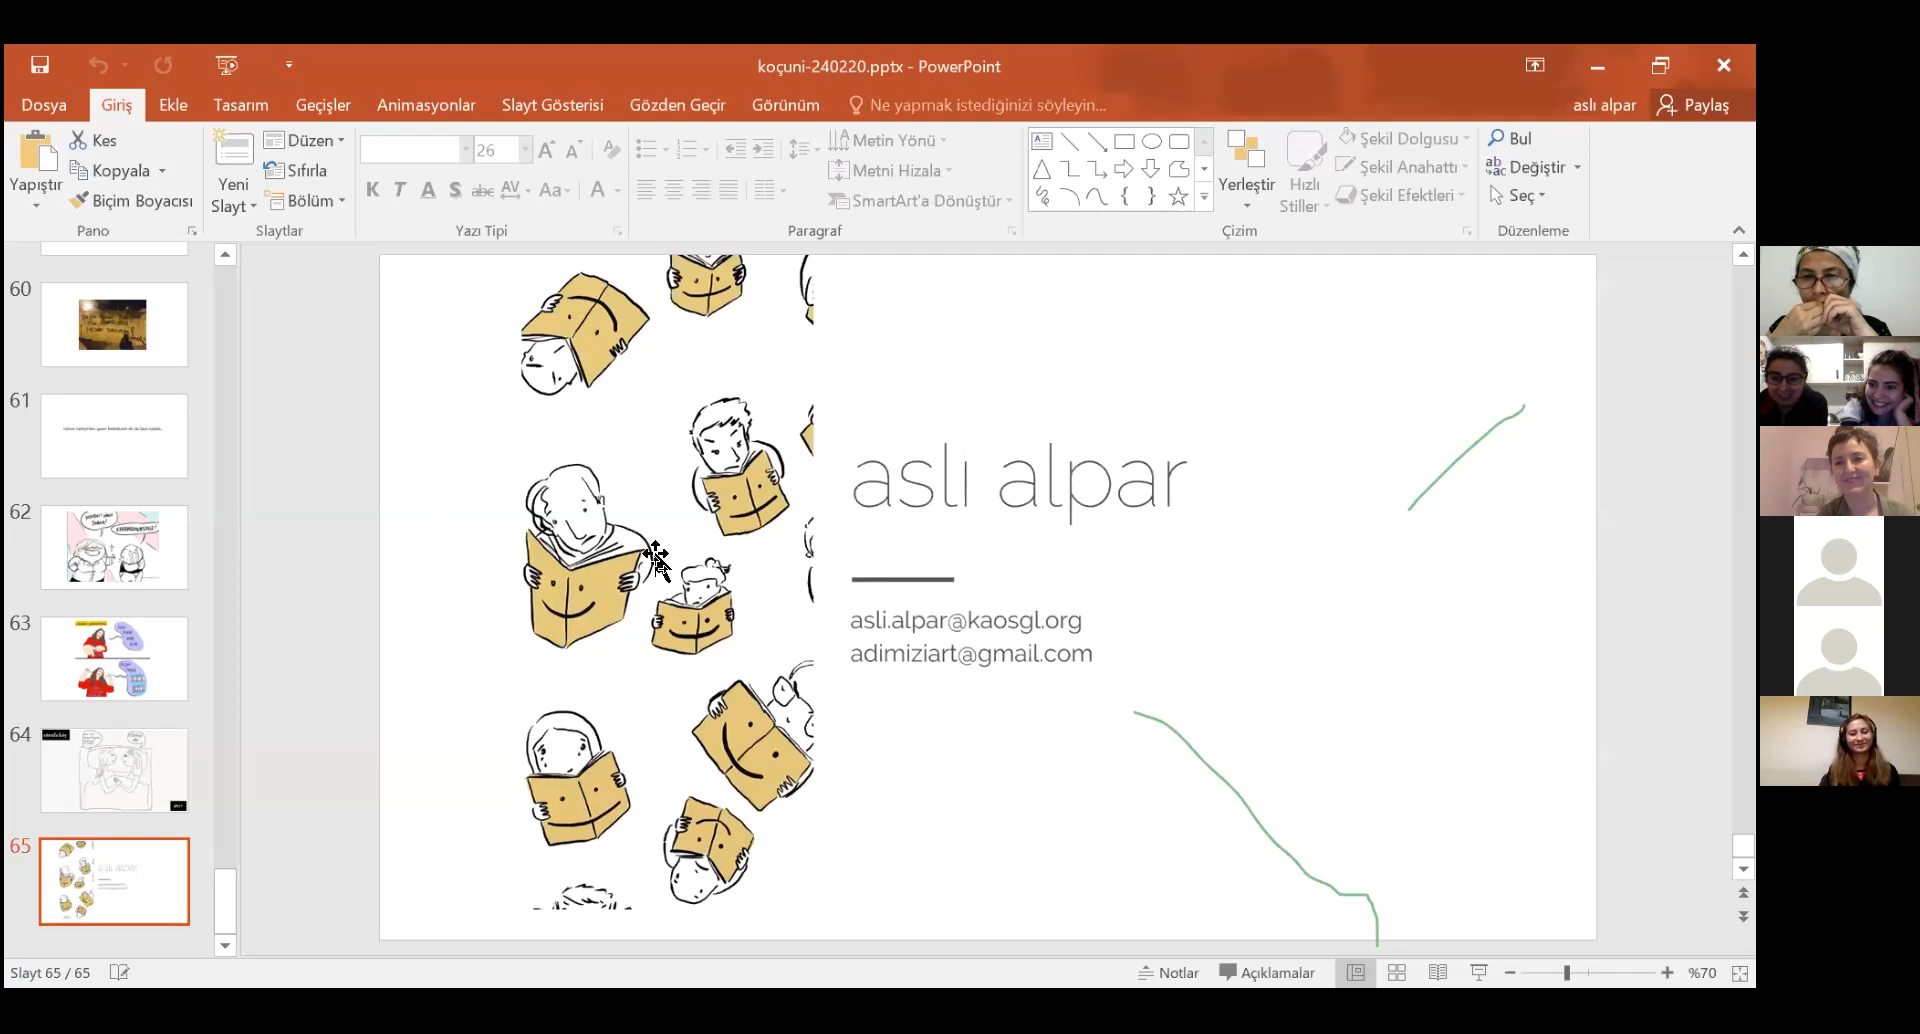 koçuni-240220.pptx - PowerPoint
Dosya
Giriş
Ekle
Tasarım
Geçişler
Animasyonlar
Slayt Gösterisi
Gözden Geçir
Görünüm
Ne yapmak istediğinizi söyleyin...
aslı alpar
Paylaş
Yapıştır
Kes
Kopyala
Biçim Boyacısı
Pano
Yeni
Slayt
Düzen
Sıfırla
Bölüm
Slaytlar
26
K T A S abc AV Aa A
Yazı Tipi
Metin Yönü
Metni Hizala
SmartArt'a Dönüştür
Paragraf
Yerleştir
Hızlı
Stiller
Şekil Dolgusu
Şekil Anahattı
Şekil Efektleri
Çizim
Bul
Değiştir
Seç
Düzenleme
60
61
62
63
64
65
aslı alpar
asli.alpar@kaosgl.org
adimiziart@gmail.com
Slayt 65 / 65
Notlar
Açıklamalar
%70